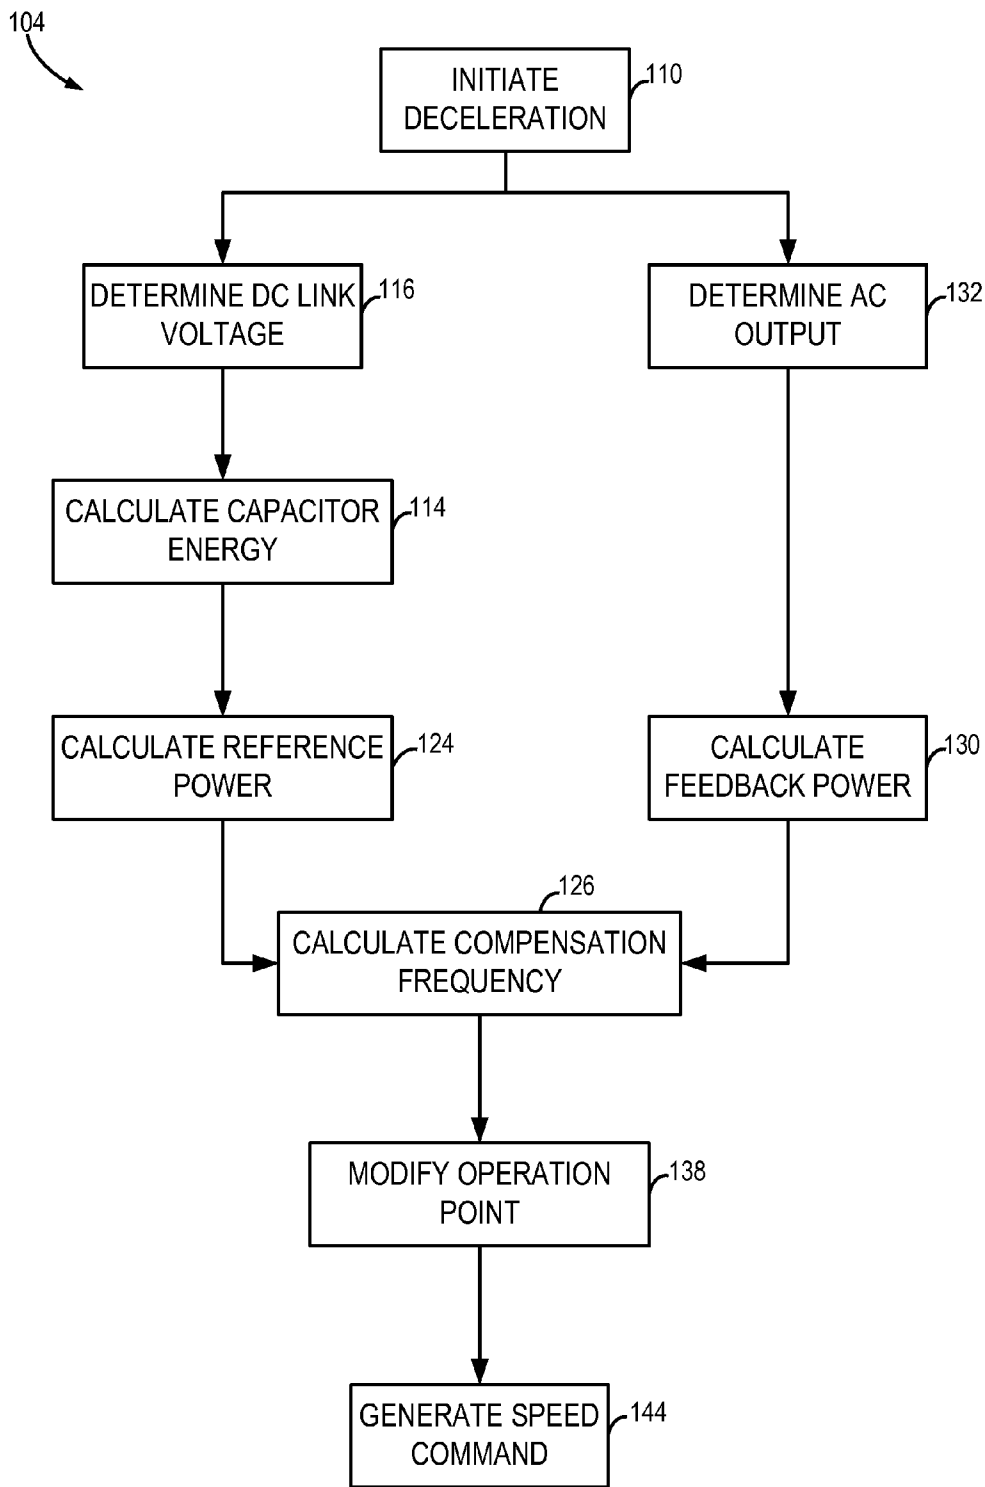 104
INITIATE
DECELERATION
110
DETERMINE DC LINK
VOLTAGE
116
DETERMINE AC
OUTPUT
132
CALCULATE CAPACITOR
ENERGY
114
CALCULATE REFERENCE
POWER
124
CALCULATE
FEEDBACK POWER
130
126
CALCULATE COMPENSATION
FREQUENCY
MODIFY OPERATION
POINT
138
GENERATE SPEED
COMMAND
144